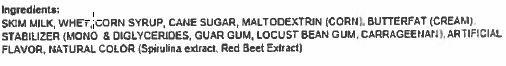 Ingredients:
SKIM MILK, WHEY, CORN SYRUP, CANE SUGAR, MALTODEXTRIN (CORN), BUTTERFAT (CREAM),
STABILIZER (MONO & DIGLYCERIDES, GUAR GUM, LOCUST BEAN GUM, CARRAGEENAN), ARTIFICIAL
FLAVOR, NATURAL COLOR (Spirulina extract, Red Beet Extract)